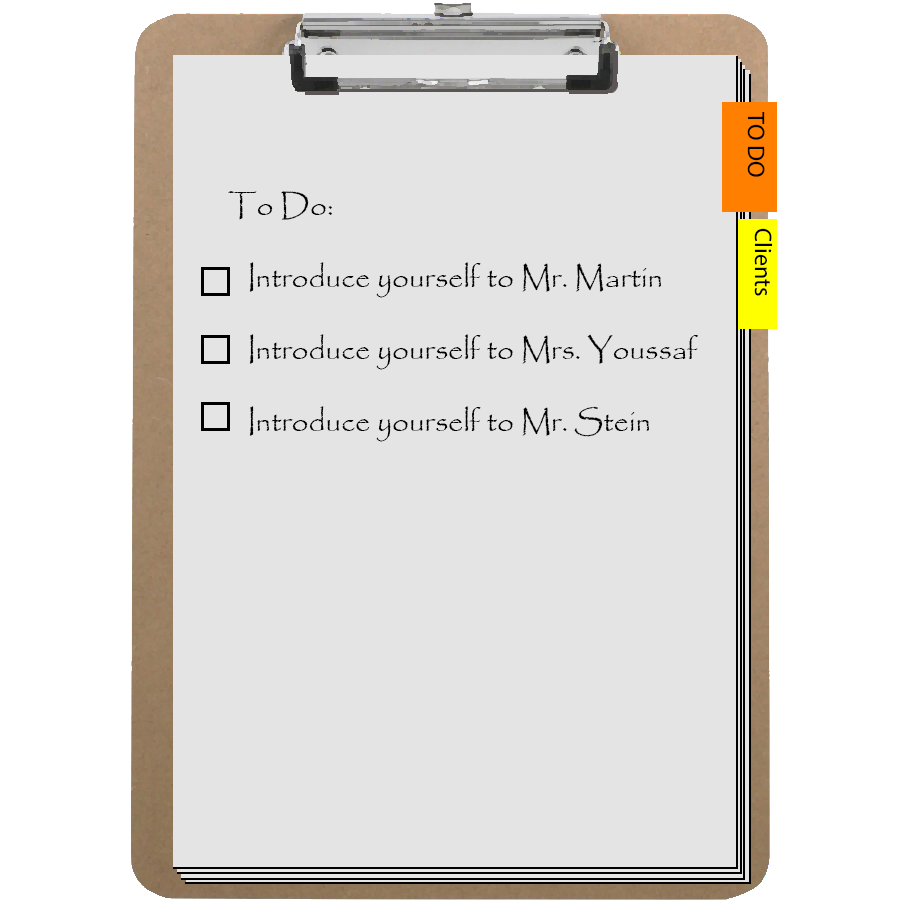 To Do:
Introduce yourself to Mr. Martin
Introduce yourself to Mrs. Youssaf
Introduce yourself to Mr. Stein
TO DO
Clients